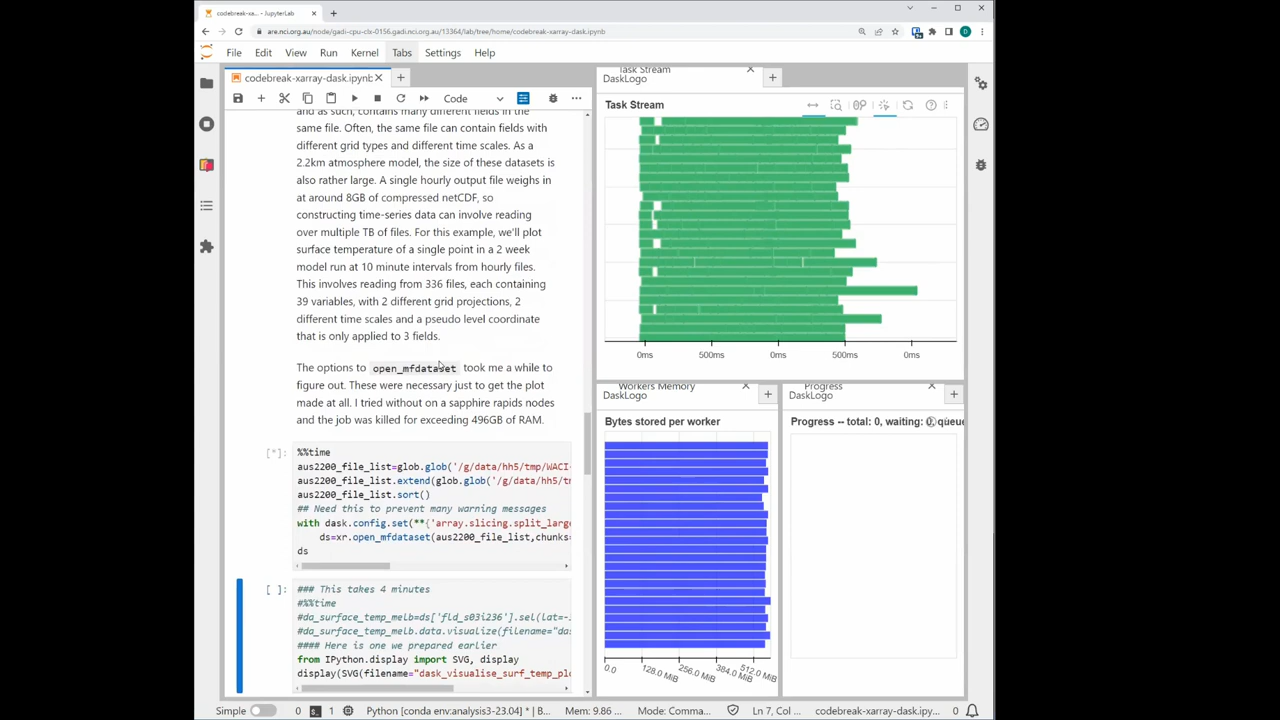 codebreak-xa... - JupyterLab
are.nci.org.au/node/gadi-cpu-clx-0156.gadi.nci.org.au/13364/lab/tree/home/codebreak-xarray-dask.ipynb
File Edit View Run Kernel Tabs Settings Help
codebreak-xarray-dask.ipynb
Code
and as such, contains many different fields in the
same file. Often, the same file can contain fields with
different grid types and different time scales. As a
2.2km atmosphere model, the size of these datasets is
also rather large. A single hourly output file weighs in
at around 8GB of compressed netCDF, so
constructing time-series data can involve reading
over multiple TB of files. For this example, we'll plot
surface temperature of a single point in a 2 week
model run at 10 minute intervals from hourly files.
This involves reading from 336 files, each containing
39 variables, with 2 different grid projections, 2
different time scales and a pseudo level coordinate
that is only applied to 3 fields.
The options to open_mfdataset took me a while to
figure out. These were necessary just to get the plot
made at all. I tried without on a sapphire rapids nodes
and the job was killed for exceeding 496GB of RAM.
[*]: %%time
aus2200_file_list=glob.glob('/g/data/hh5/tmp/WACI-
aus2200_file_list.extend(glob.glob('/g/data/hh5/tm
aus2200_file_list.sort()
## Need this to prevent many warning messages
with dask.config.set(**{'array.slicing.split_large
ds=xr.open_mfdataset(aus2200_file_list,chunks=
ds
[ ]: ### This takes 4 minutes
#%%time
#da_surface_temp_melb=ds['fld_s03i236'].sel(lat=-
#da_surface_temp_melb.data.visualize(filename="das
#### Here is one we prepared earlier
from IPython.display import SVG, display
display(SVG(filename="dask_visualise_surf_temp_plo
Task Stream
DaskLogo
Task Stream
0ms 500ms 0ms 500ms 0ms
Workers Memory
DaskLogo
Bytes stored per worker
0.0 128.0 MiB 256.0 MiB 384.0 MiB 512.0 MiB
Progress
DaskLogo
Progress -- total: 0, waiting: 0, queue
Simple 0 1 Python [conda env:analysis3-23.04] * | B... Mem: 9.86 ... Mode: Comma... Ln 7, Col ... codebreak-xarray-dask.ipy... 0